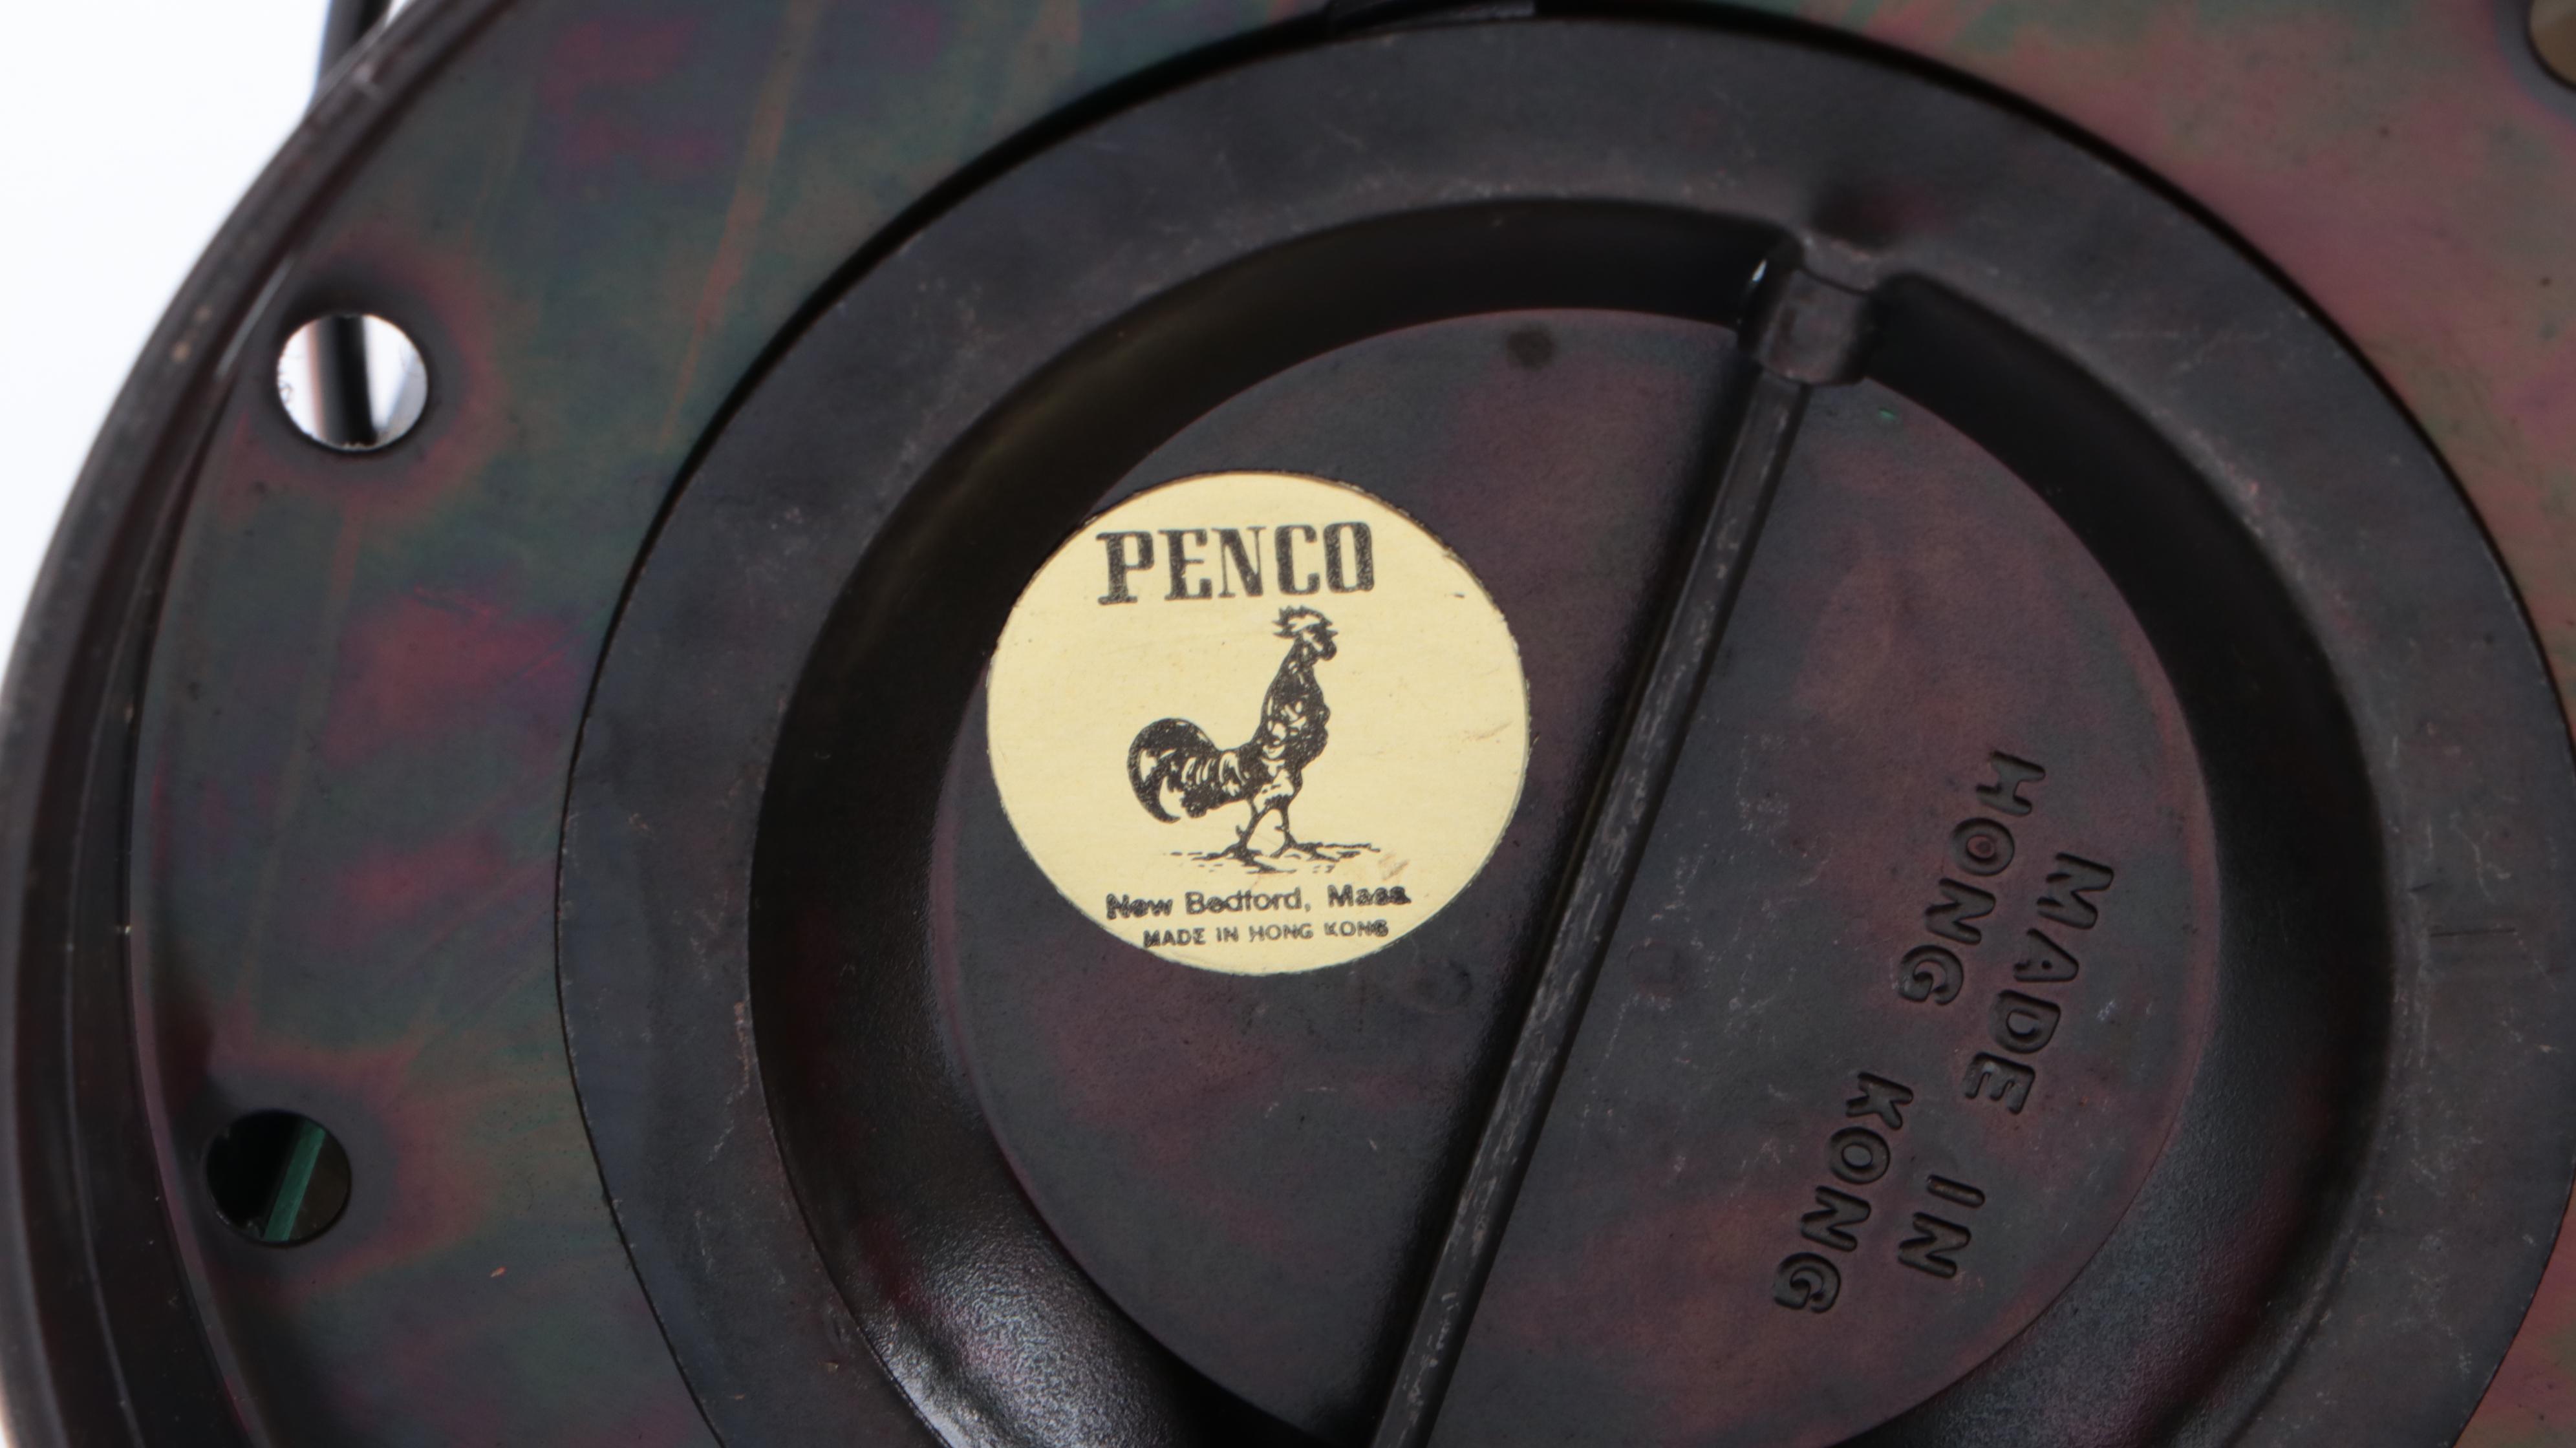 PENCO
New Bedford, Mass.
MADE IN HONG KONG
MADE IN
HONG KONG